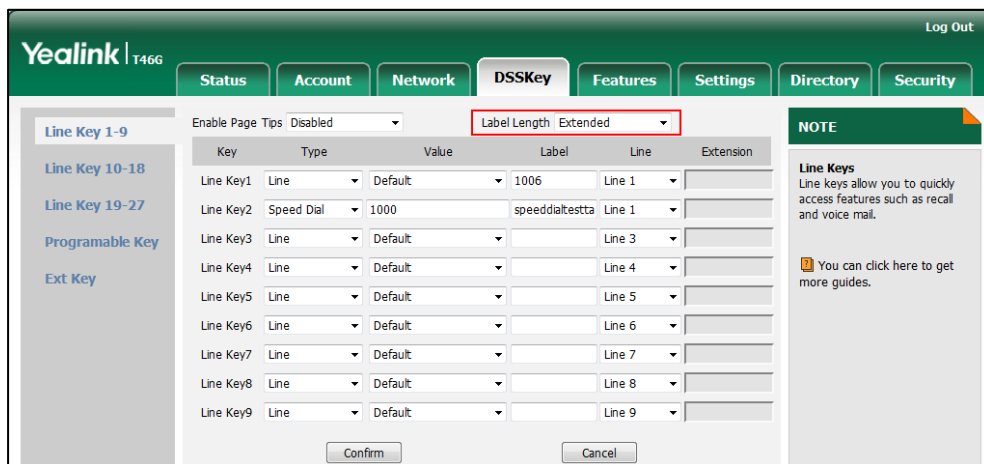 Log Out
Yealink T46G
Status Account Network DSSKey Features Settings Directory Security
Line Key 1-9
Line Key 10-18
Line Key 19-27
Programable Key
Ext Key
Enable Page Tips Disabled Label Length Extended
Key Type Value Label Line Extension
Line Key1 Line Default 1006 Line 1
Line Key2 Speed Dial 1000 speeddialtestta Line 1
Line Key3 Line Default Line 3
Line Key4 Line Default Line 4
Line Key5 Line Default Line 5
Line Key6 Line Default Line 6
Line Key7 Line Default Line 7
Line Key8 Line Default Line 8
Line Key9 Line Default Line 9
Confirm Cancel
NOTE
Line Keys
Line keys allow you to quickly
access features such as recall
and voice mail.
? You can click here to get
more guides.